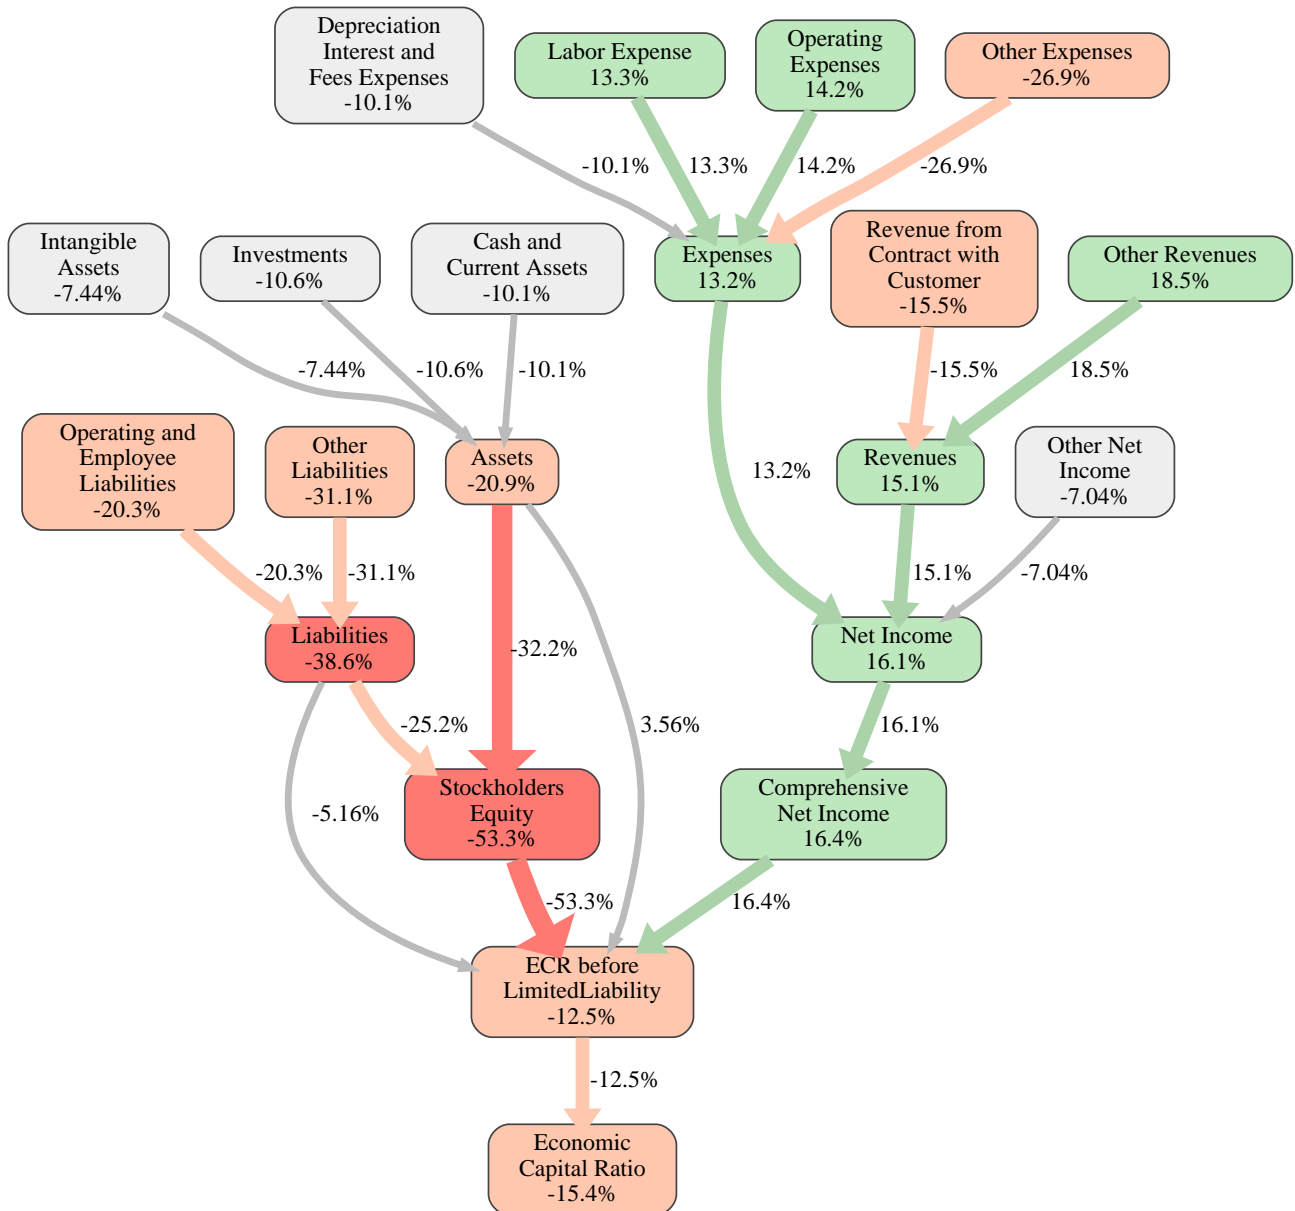 Depreciation
Interest and
Fees Expenses
-10.1%
Labor Expense
13.3%
Operating
Expenses
14.2%
Other Expenses
-26.9%
-10.1%
13.3%
14.2%
-26.9%
Intangible
Assets
-7.44%
Investments
-10.6%
Cash and
Current Assets
-10.1%
Expenses
13.2%
Revenue from
Contract with
Customer
-15.5%
Other Revenues
18.5%
-7.44%
-10.6%
-10.1%
-15.5%
18.5%
Operating and
Employee
Liabilities
-20.3%
Other
Liabilities
-31.1%
Assets
-20.9%
13.2%
Revenues
15.1%
Other Net
Income
-7.04%
-20.3%
-31.1%
15.1%
-7.04%
Liabilities
-38.6%
-32.2%
Net Income
16.1%
-25.2%
3.56%
16.1%
-5.16%
Stockholders
Equity
-53.3%
Comprehensive
Net Income
16.4%
-53.3%
16.4%
ECR before
LimitedLiability
-12.5%
-12.5%
Economic
Capital Ratio
-15.4%